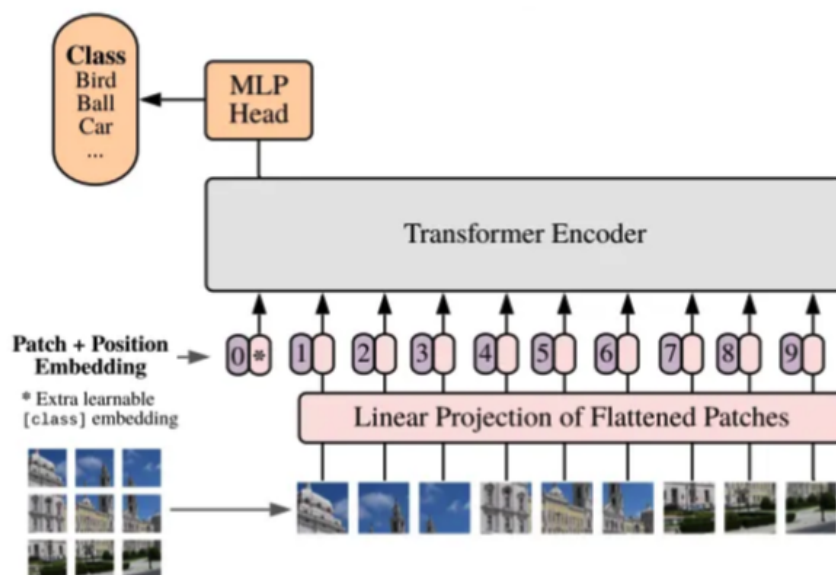 Class
Bird
Ball
Car
...
MLP
Head
Transformer Encoder
Patch + Position
Embedding
0 * 1 2 3 4 5 6 7 8 9
* Extra learnable
[class] embedding
Linear Projection of Flattened Patches